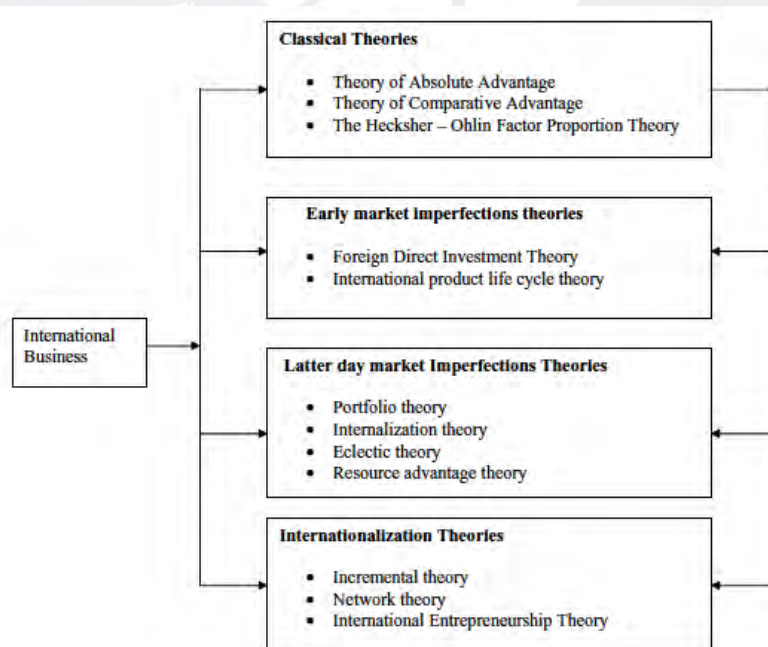 Classical Theories
▪ Theory of Absolute Advantage
▪ Theory of Comparative Advantage
▪ The Hecksher – Ohlin Factor Proportion Theory
Early market imperfections theories
▪ Foreign Direct Investment Theory
▪ International product life cycle theory
International
Business
Latter day market Imperfections Theories
• Portfolio theory
• Internalization theory
• Eclectic theory
• Resource advantage theory
Internationalization Theories
• Incremental theory
▪ Network theory
▪ International Entrepreneurship Theory